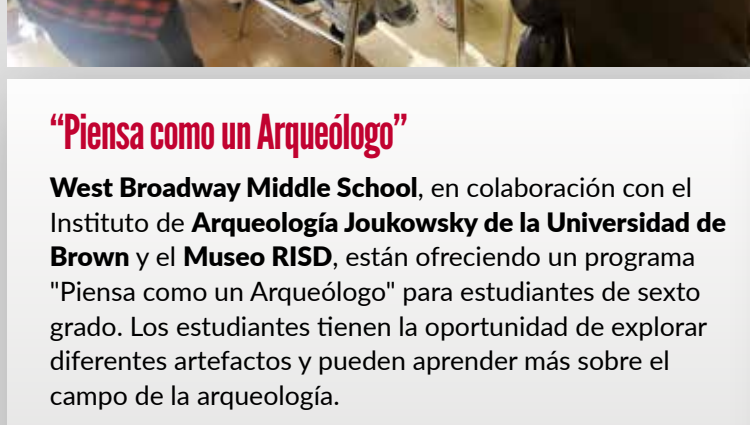 “Piensa como un Arqueólogo”
West Broadway Middle School, en colaboración con el
Instituto de Arqueología Joukowsky de la Universidad de
Brown y el Museo RISD, están ofreciendo un programa
"Piensa como un Arqueólogo" para estudiantes de sexto
grado. Los estudiantes tienen la oportunidad de explorar
diferentes artefactos y pueden aprender más sobre el
campo de la arqueología.